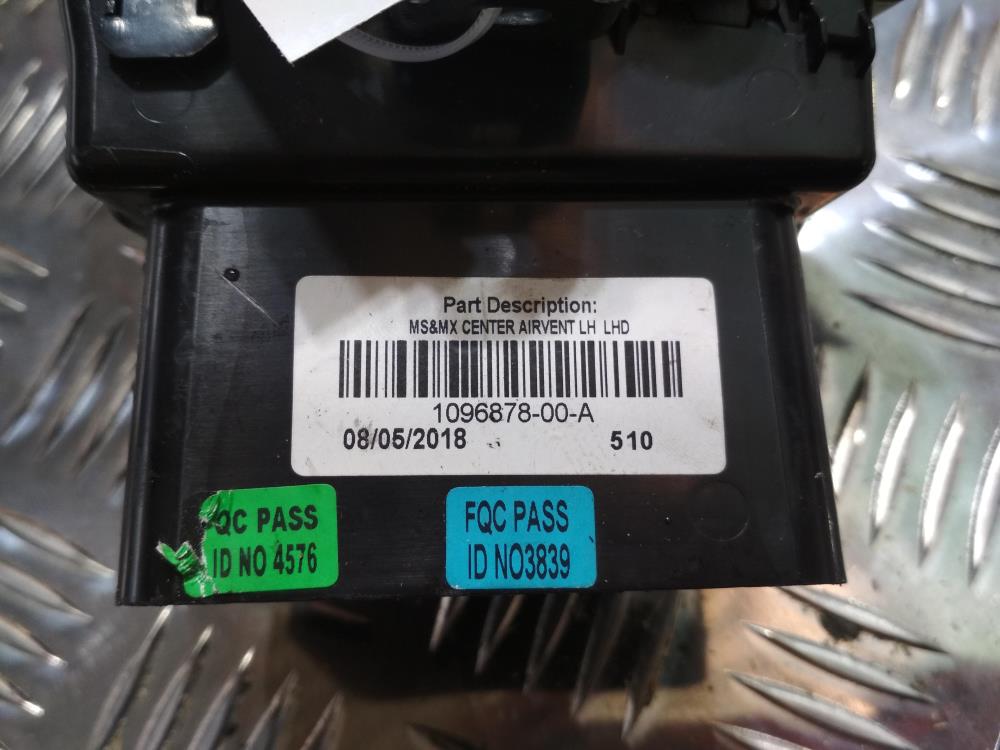 Part Description:
MS&MX CENTER AIRVENT LH LHD
1096878-00-A
08/05/2018 510
QC PASS
ID NO 4576
FQC PASS
ID NO3839